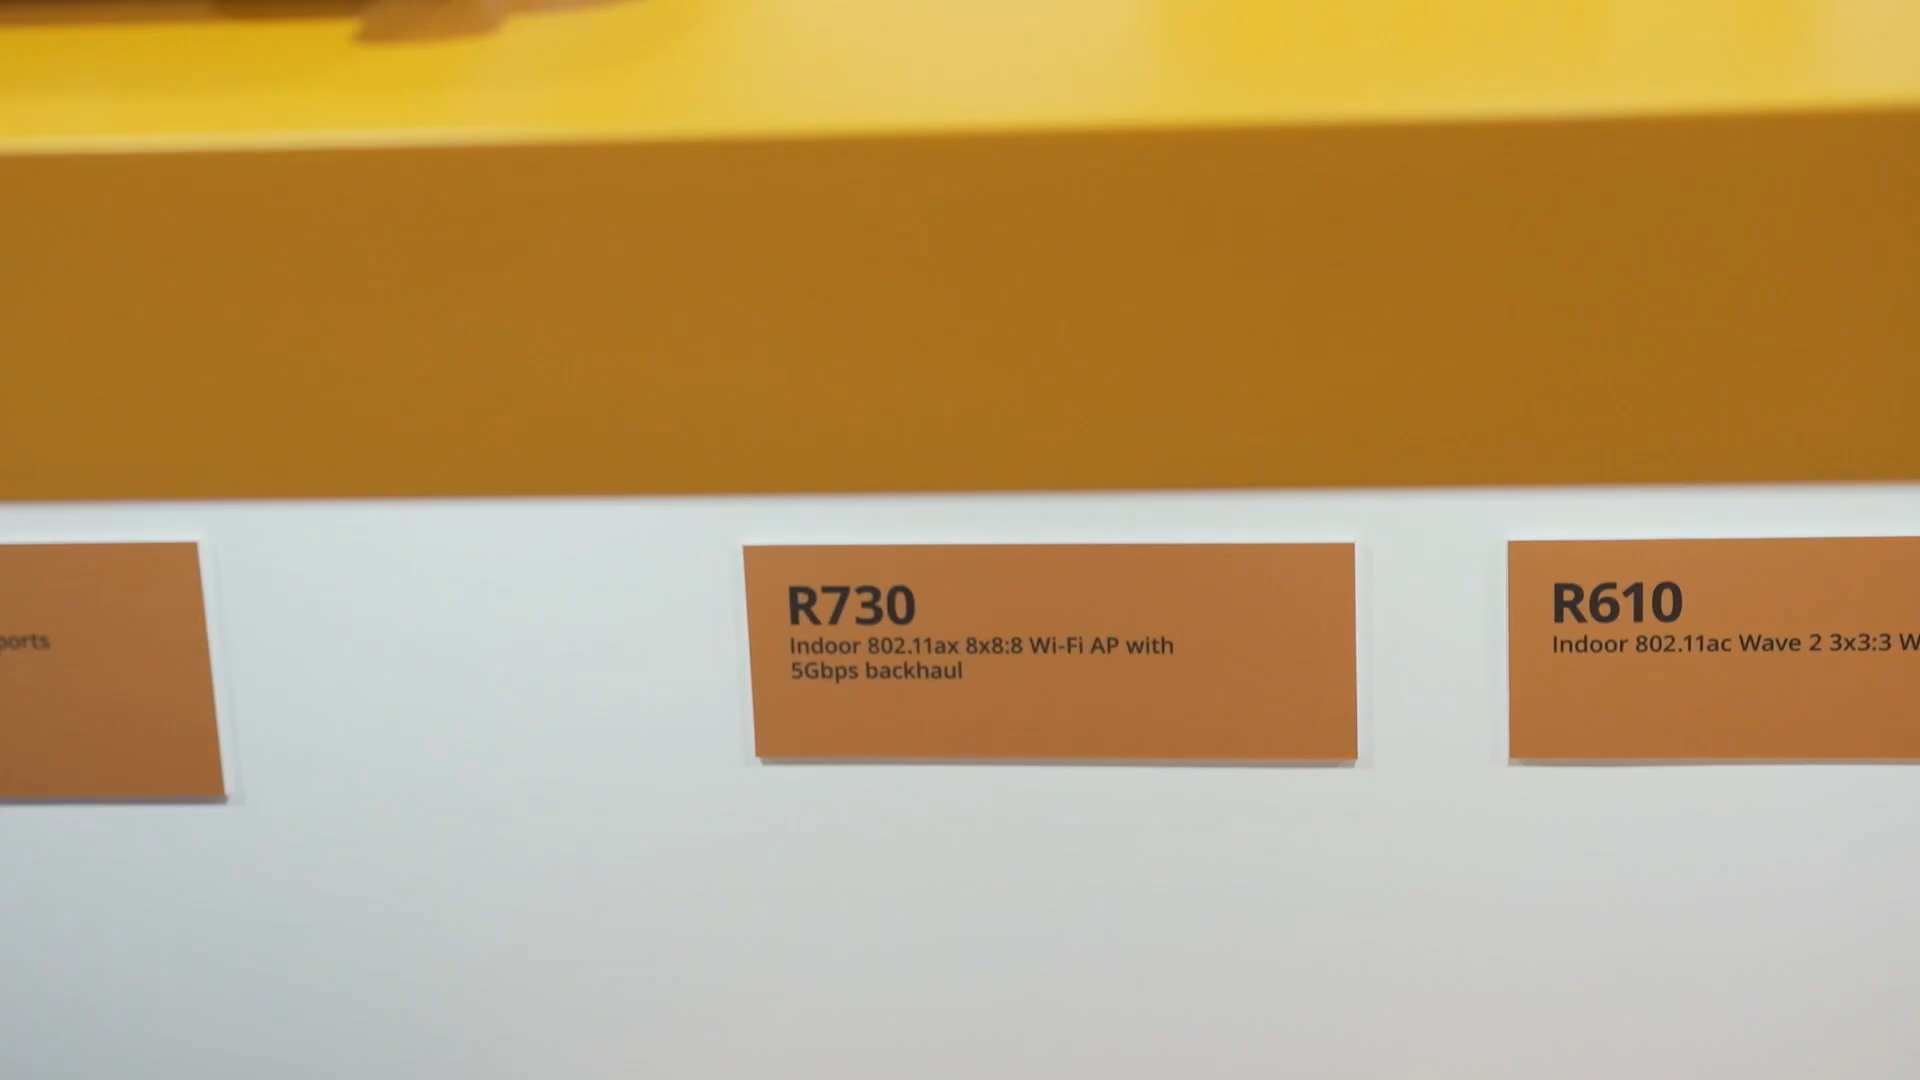 ports
R730
Indoor 802.11ax 8x8:8 Wi-Fi AP with
5Gbps backhaul
R610
Indoor 802.11ac Wave 2 3x3:3